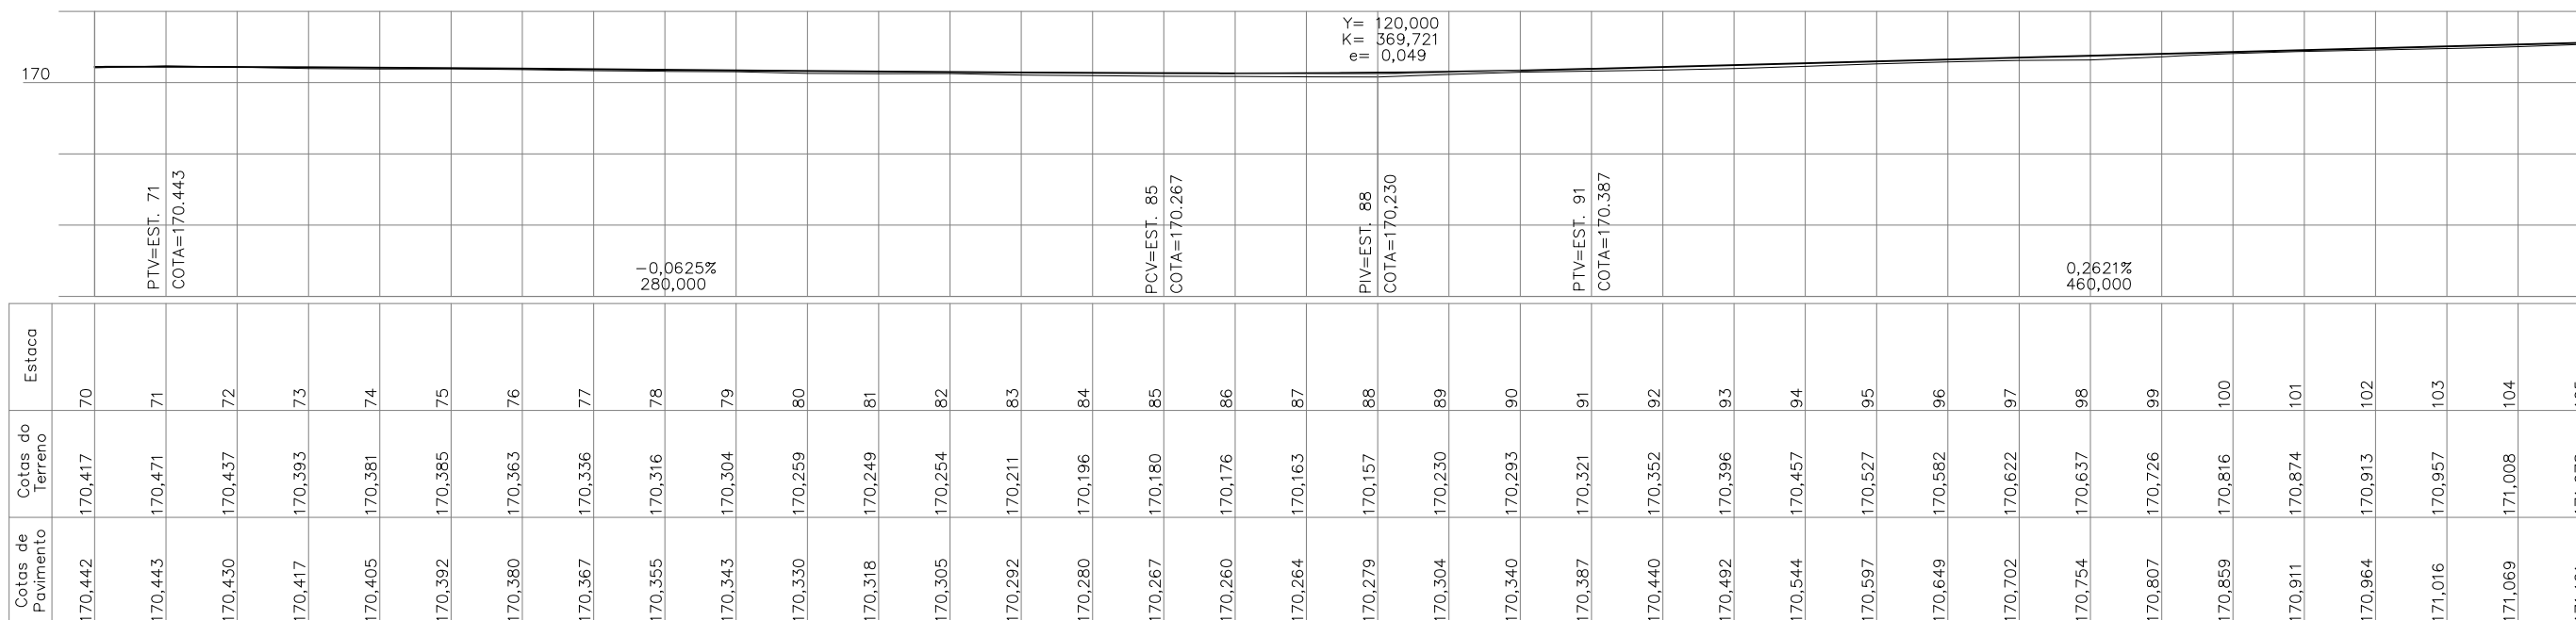 Y= 120,000
K= 369,721
e= 0,049
170
PTV=EST. 71
COTA=170.443
PCV=EST. 85
COTA=170.267
PIV=EST. 88
COTA=170,230
PTV=EST. 91
COTA=170.387
−0,0625%
280,000
0,2621%
460,000
Estaca 70 71 72 73 74 75 76 77 78 79 80 81 82 83 84 85 86 87 88 89 90 91 92 93 94 95 96 97 98 99 100 101 102 103 104
Cotas do
Terreno
170,417 170,471 170,437 170,393 170,381 170,385 170,363 170,336 170,316 170,304 170,259 170,249 170,254 170,211 170,196 170,180 170,176 170,163 170,157 170,230 170,293 170,321 170,352 170,396 170,457 170,527 170,582 170,622 170,637 170,726 170,816 170,874 170,913 170,957 171,008
Cotas de
Pavimento
170,442 170,443 170,430 170,417 170,405 170,392 170,380 170,367 170,355 170,343 170,330 170,318 170,305 170,292 170,280 170,267 170,260 170,264 170,279 170,304 170,340 170,387 170,440 170,492 170,544 170,597 170,649 170,702 170,754 170,807 170,859 170,911 170,964 171,016 171,069